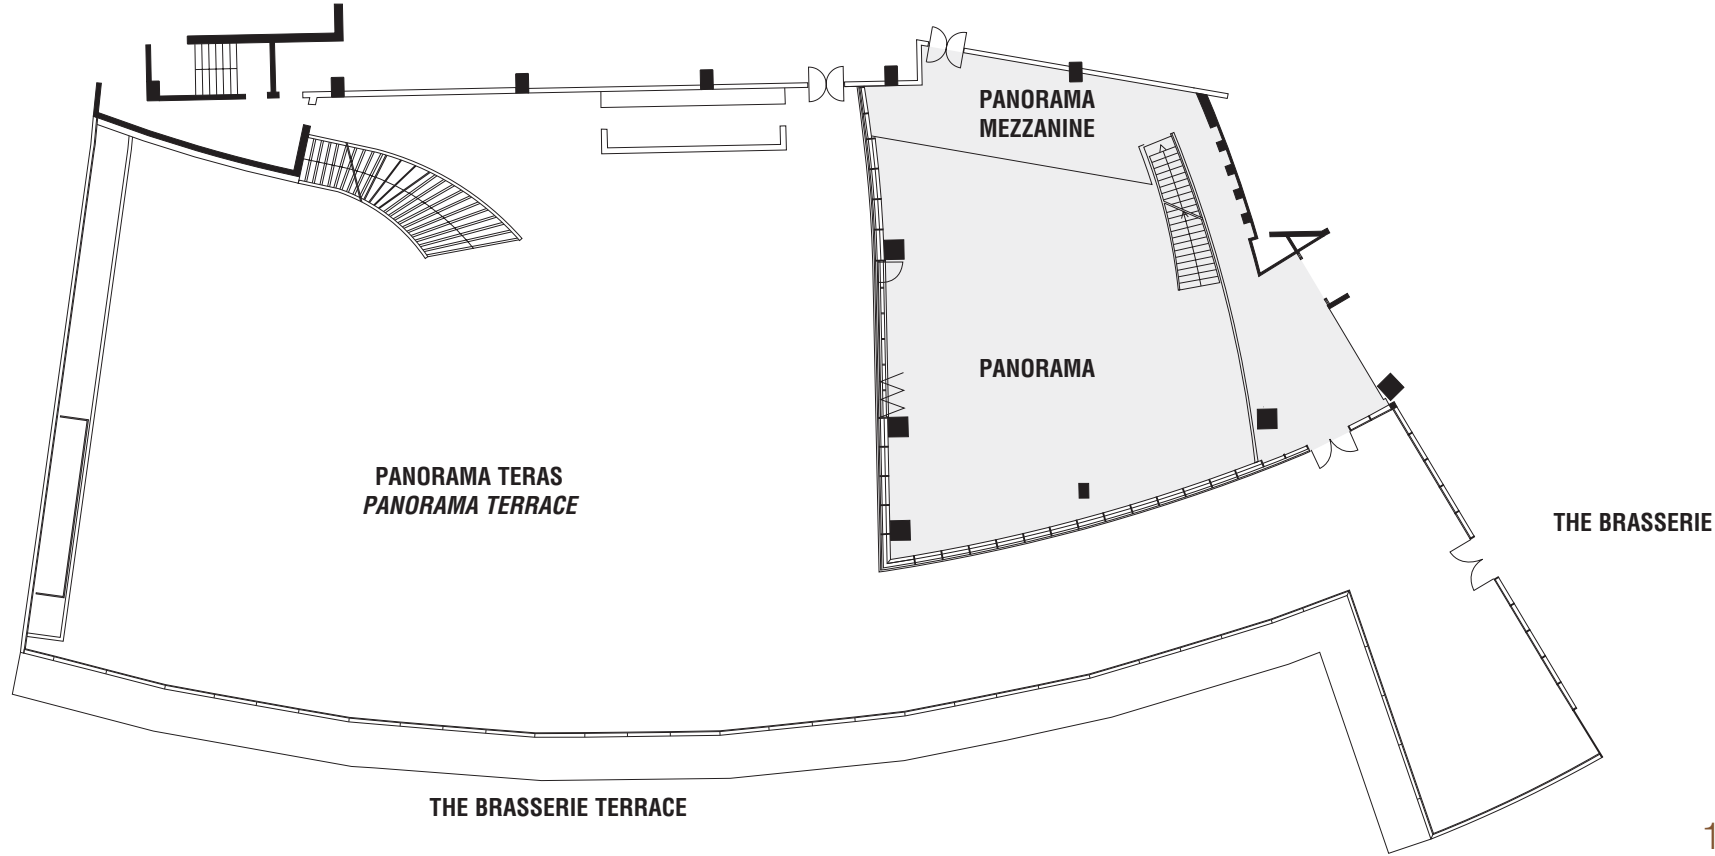 PANORAMA
MEZZANINE
PANORAMA
PANORAMA TERAS
PANORAMA TERRACE
THE BRASSERIE
THE BRASSERIE TERRACE
1